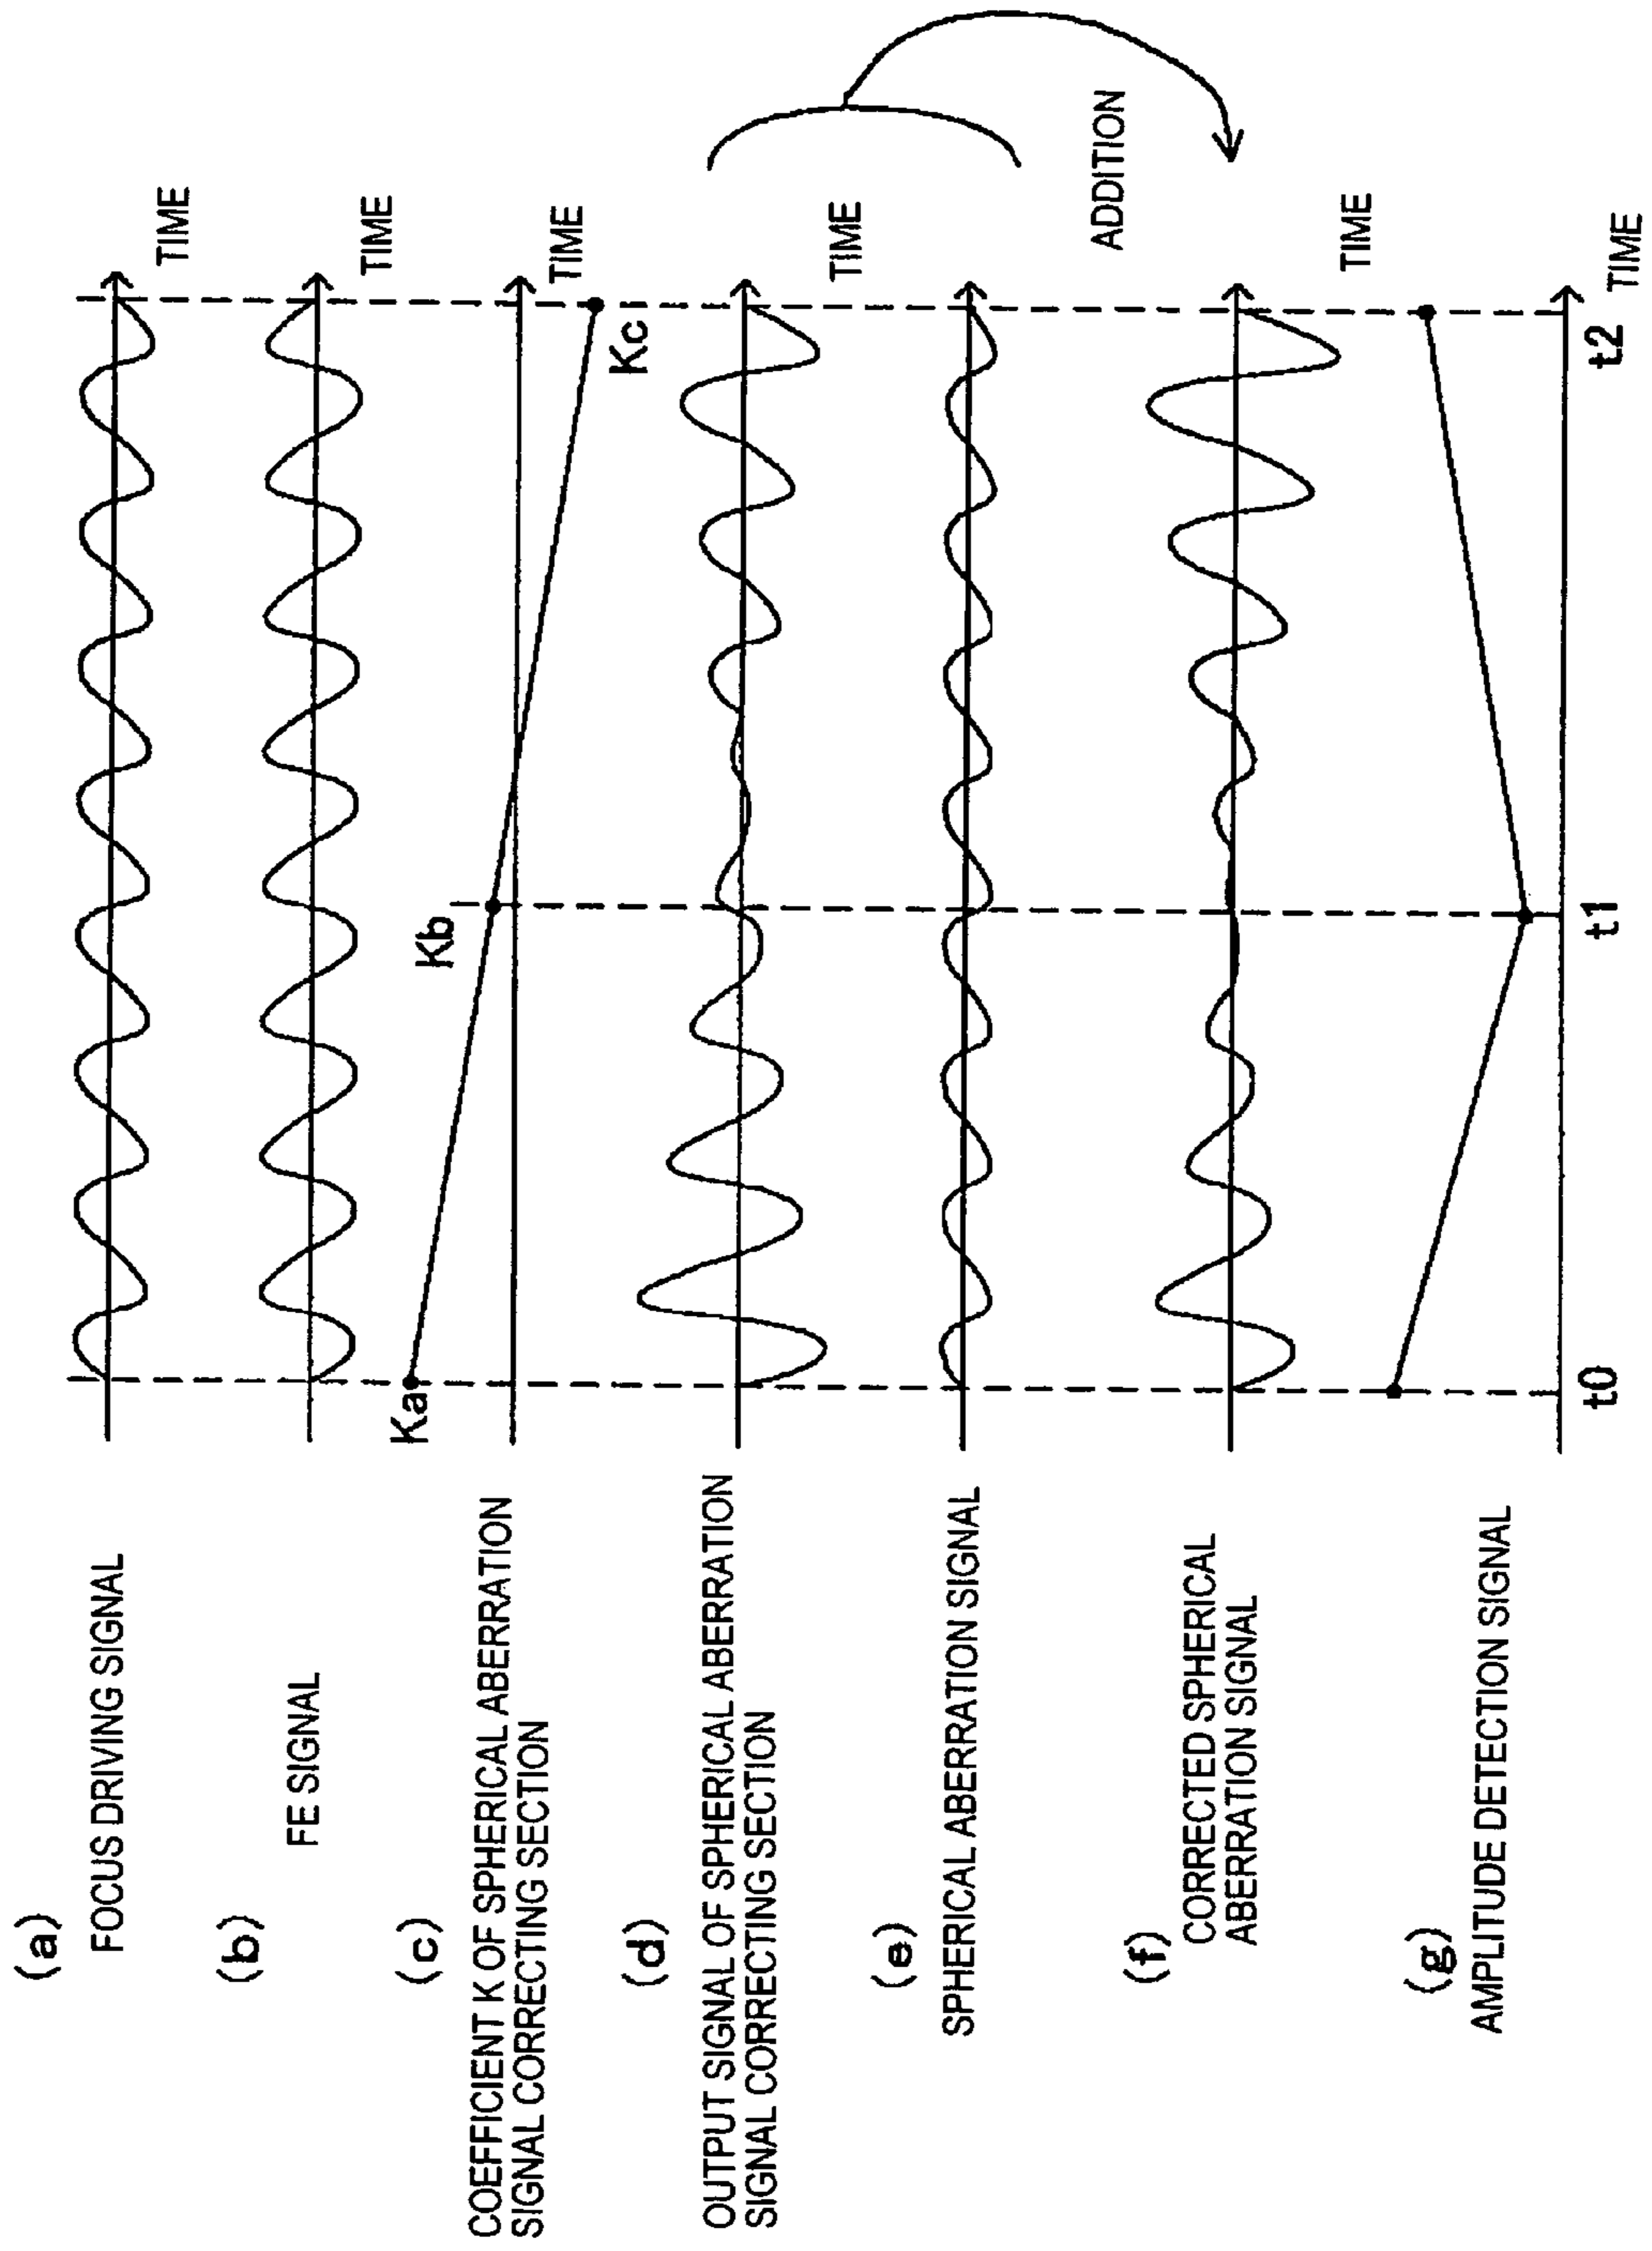 (a)
FOCUS DRIVING SIGNAL
TIME
(b)
FE SIGNAL
TIME
(c)
COEFFICIENT K OF SPHERICAL ABERRATION
SIGNAL CORRECTING SECTION
Ka
Kb
Kc
TIME
(d)
OUTPUT SIGNAL OF SPHERICAL ABERRATION
SIGNAL CORRECTING SECTION
TIME
(e)
SPHERICAL ABERRATION SIGNAL
ADDITION
(f)
CORRECTED SPHERICAL
ABERRATION SIGNAL
TIME
(g)
AMPLITUDE DETECTION SIGNAL
t0
t1
t2
TIME